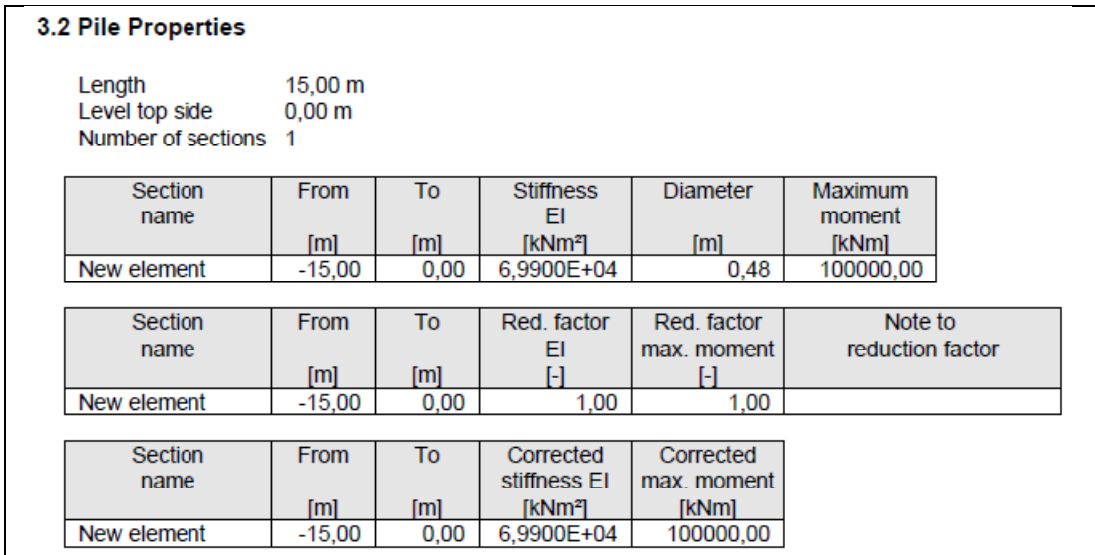 3.2 Pile Properties
Length 15,00 m
Level top side 0,00 m
Number of sections 1
Section From To Stiffness Diameter Maximum
name EI moment
[m] [m] [kNm²] [m] [kNm]
New element -15,00 0,00 6,9900E+04 0,48 100000,00
Section From To Red. factor Red. factor Note to
name EI max. moment reduction factor
[m] [m] [-] [-]
New element -15,00 0,00 1,00 1,00
Section From To Corrected Corrected
name stiffness EI max. moment
[m] [m] [kNm²] [kNm]
New element -15,00 0,00 6,9900E+04 100000,00